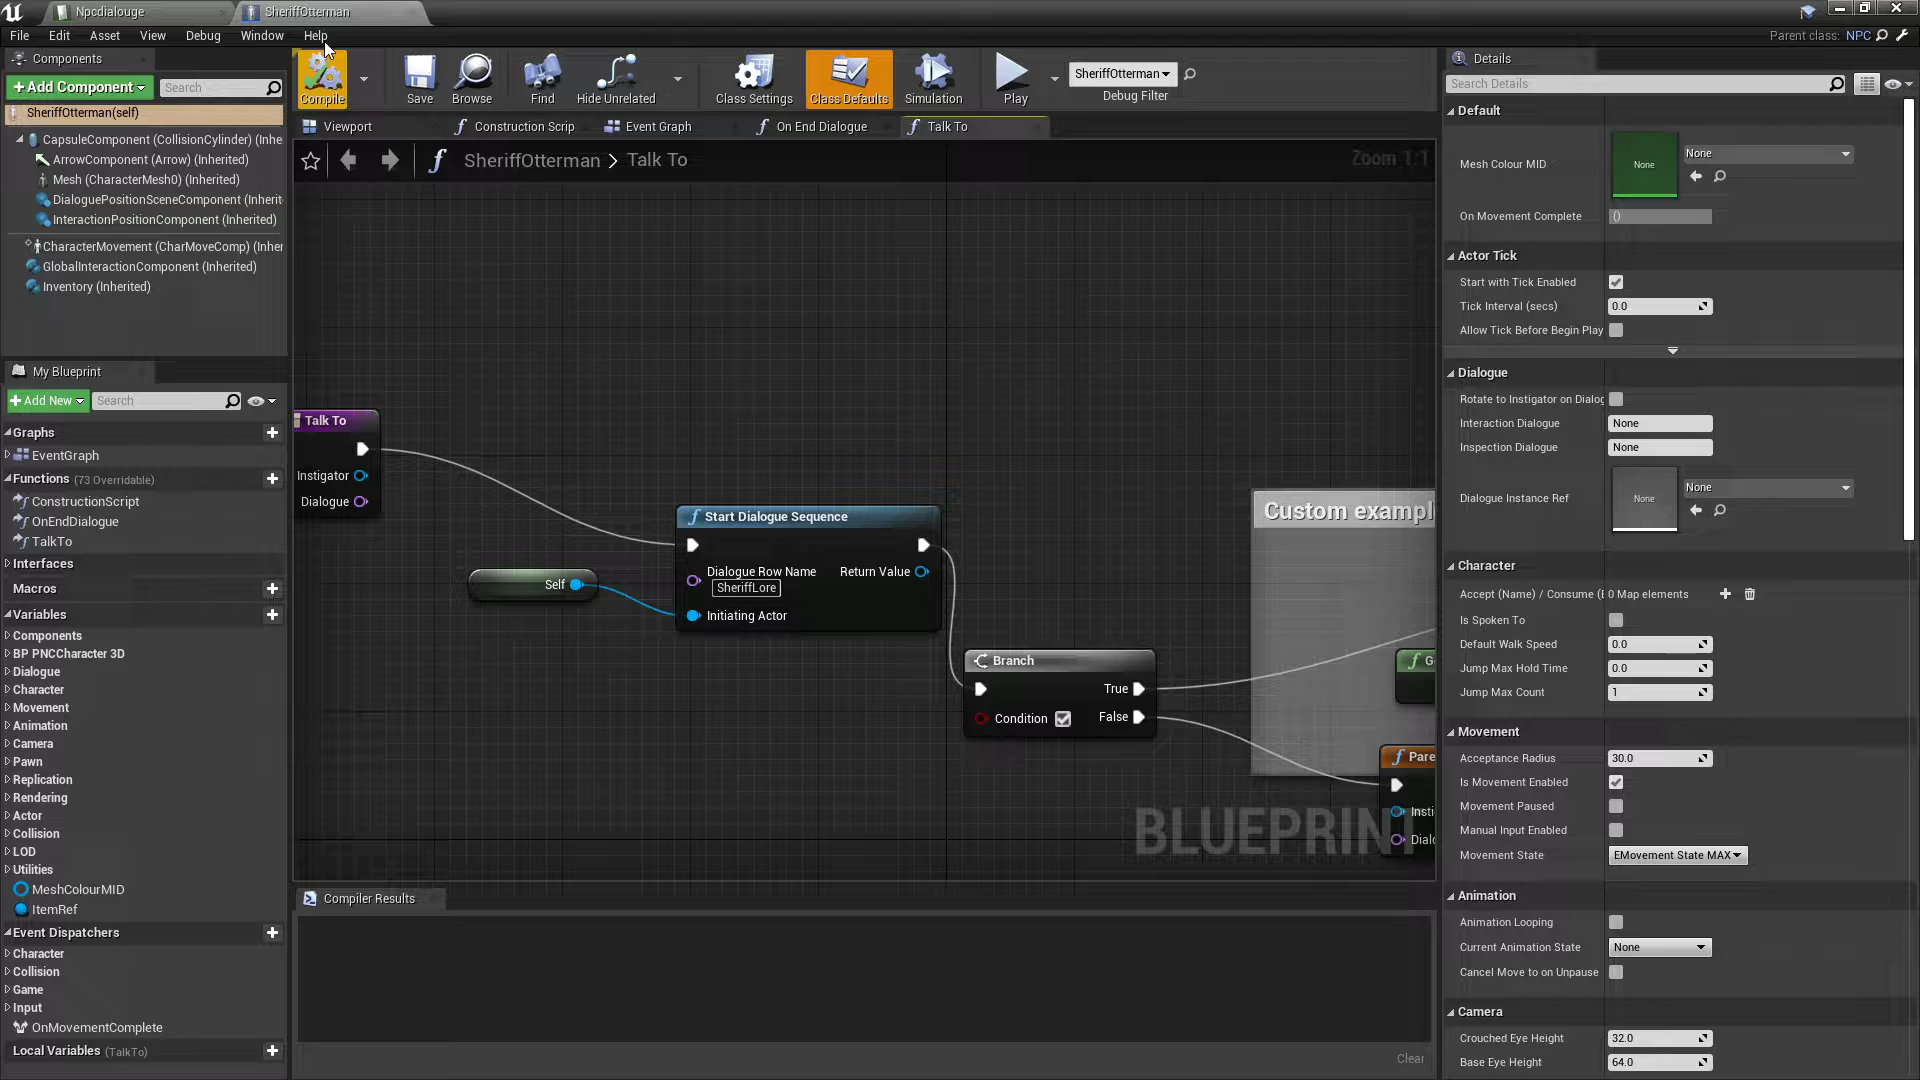 Npcdialouge
SheriffOtterman
File Edit Asset View Debug Window Help
Parent class: NPC
Components
Add Component
Search
SheriffOtterman(self)
CapsuleComponent (CollisionCylinder) (Inhe
ArrowComponent (Arrow) (Inherited)
Mesh (CharacterMesh0) (Inherited)
DialoguePositionSceneComponent (Inherit
InteractionPositionComponent (Inherited)
CharacterMovement (CharMoveComp) (Inher
GlobalInteractionComponent (Inherited)
Inventory (Inherited)
My Blueprint
Add New
Search
Graphs
EventGraph
Functions (73 Overridable)
ConstructionScript
OnEndDialogue
TalkTo
Interfaces
Macros
Variables
Components
BP PNCCharacter 3D
Dialogue
Character
Movement
Animation
Camera
Pawn
Replication
Rendering
Actor
Collision
LOD
Utilities
MeshColourMID
ItemRef
Event Dispatchers
Character
Collision
Game
Input
OnMovementComplete
Local Variables (TalkTo)
Compile
Save
Browse
Find
Hide Unrelated
Class Settings
Class Defaults
Simulation
Play
SheriffOtterman
Debug Filter
Viewport
Construction Scrip
Event Graph
On End Dialogue
Talk To
SheriffOtterman > Talk To
Zoom 1:1
Talk To
Instigator
Dialogue
Self
Start Dialogue Sequence
Dialogue Row Name
SheriffLore
Return Value
Initiating Actor
Branch
True
Condition
False
Custom exampl
G
Pare
Insti
Dialo
BLUEPRINT
Compiler Results
Clear
Details
Search Details
Default
Mesh Colour MID
None
None
On Movement Complete
()
Actor Tick
Start with Tick Enabled
Tick Interval (secs)
0.0
Allow Tick Before Begin Play
Dialogue
Rotate to Instigator on Dialog
Interaction Dialogue
None
Inspection Dialogue
None
Dialogue Instance Ref
None
None
Character
Accept (Name) / Consume (E
0 Map elements
Is Spoken To
Default Walk Speed
0.0
Jump Max Hold Time
0.0
Jump Max Count
1
Movement
Acceptance Radius
30.0
Is Movement Enabled
Movement Paused
Manual Input Enabled
Movement State
EMovement State MAX
Animation
Animation Looping
Current Animation State
None
Cancel Move to on Unpause
Camera
Crouched Eye Height
32.0
Base Eye Height
64.0